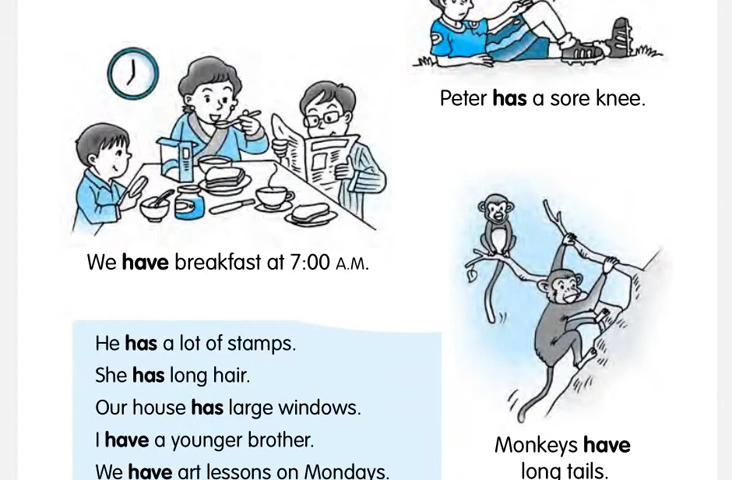 Peter has a sore knee.
We have breakfast at 7:00 A.M.
He has a lot of stamps.
She has long hair.
Our house has large windows.
I have a younger brother.
We have art lessons on Mondays.
Monkeys have
long tails.